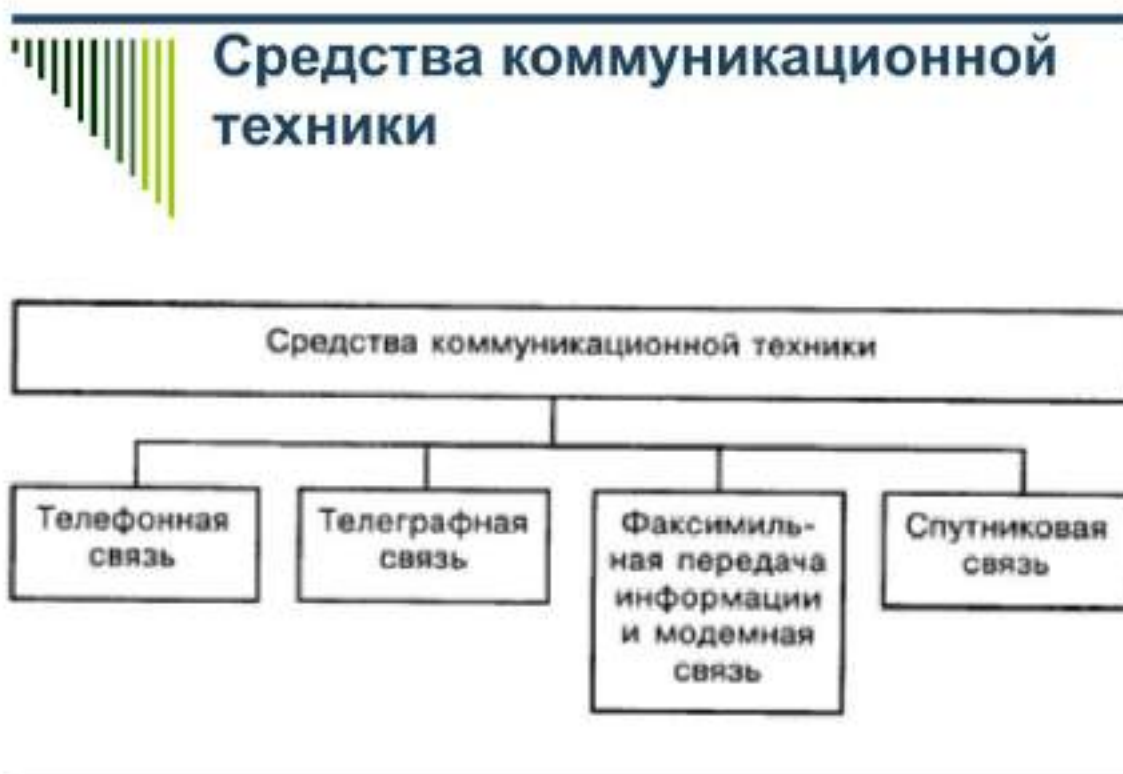 Средства коммуникационной
техники
Средства коммуникационной техники
Телефонная
связь
Телеграфная
связь
Факсимиль-
ная передача
информации
и модемная
связь
Спутниковая
связь